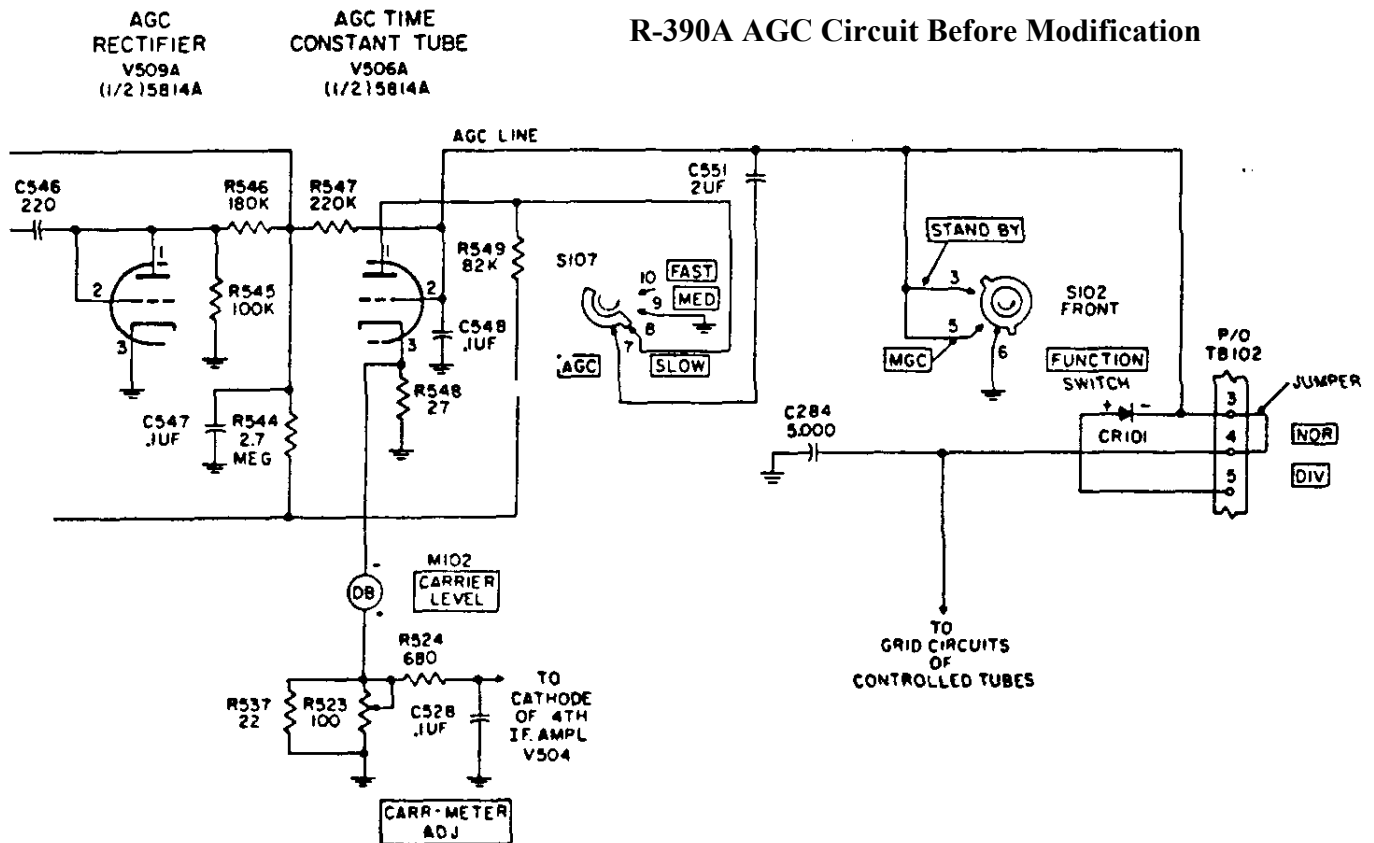 R-390A AGC Circuit Before Modification
AGC
RECTIFIER
V509A
(1/2)5814A
AGC TIME
CONSTANT TUBE
V506A
(1/2)5814A
AGC LINE
C546
220
R546
180K
R547
220K
1
2
3
R545
100K
C547
.1UF
R544
2.7
MEG
1
2
3
C548
.1UF
R548
27
R549
82K
C551
2UF
S107
10
FAST
9
MED
8
7
AGC
SLOW
STAND BY
3
5
6
MGC
S102
FRONT
FUNCTION
SWITCH
P/O
TB102
3
4
5
JUMPER
NOR
DIV
+
-
CR101
C284
5.000
TO
GRID CIRCUITS
OF
CONTROLLED TUBES
M102
CARRIER
LEVEL
-
DB
+
R524
680
R537
22
R523
100
C528
.1UF
TO
CATHODE
OF 4TH
I.F. AMPL
V504
CARR-METER
ADJ